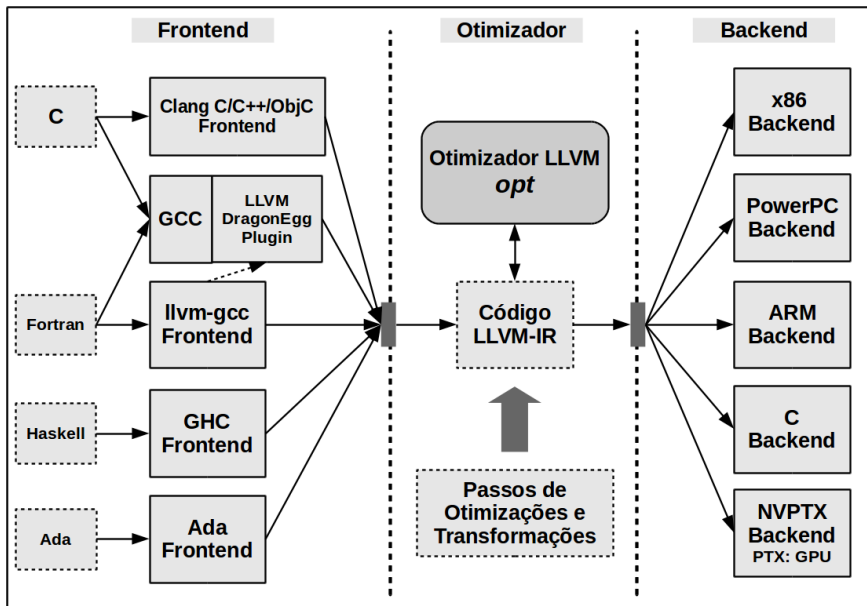 Frontend
Otimizador
Backend
C
Clang C/C++/ObjC
Frontend
GCC
LLVM
DragonEgg
Plugin
Fortran
llvm-gcc
Frontend
Haskell
GHC
Frontend
Ada
Ada
Frontend
Otimizador LLVM
opt
Código
LLVM-IR
Passos de
Otimizações e
Transformações
x86
Backend
PowerPC
Backend
ARM
Backend
C
Backend
NVPTX
Backend
PTX: GPU